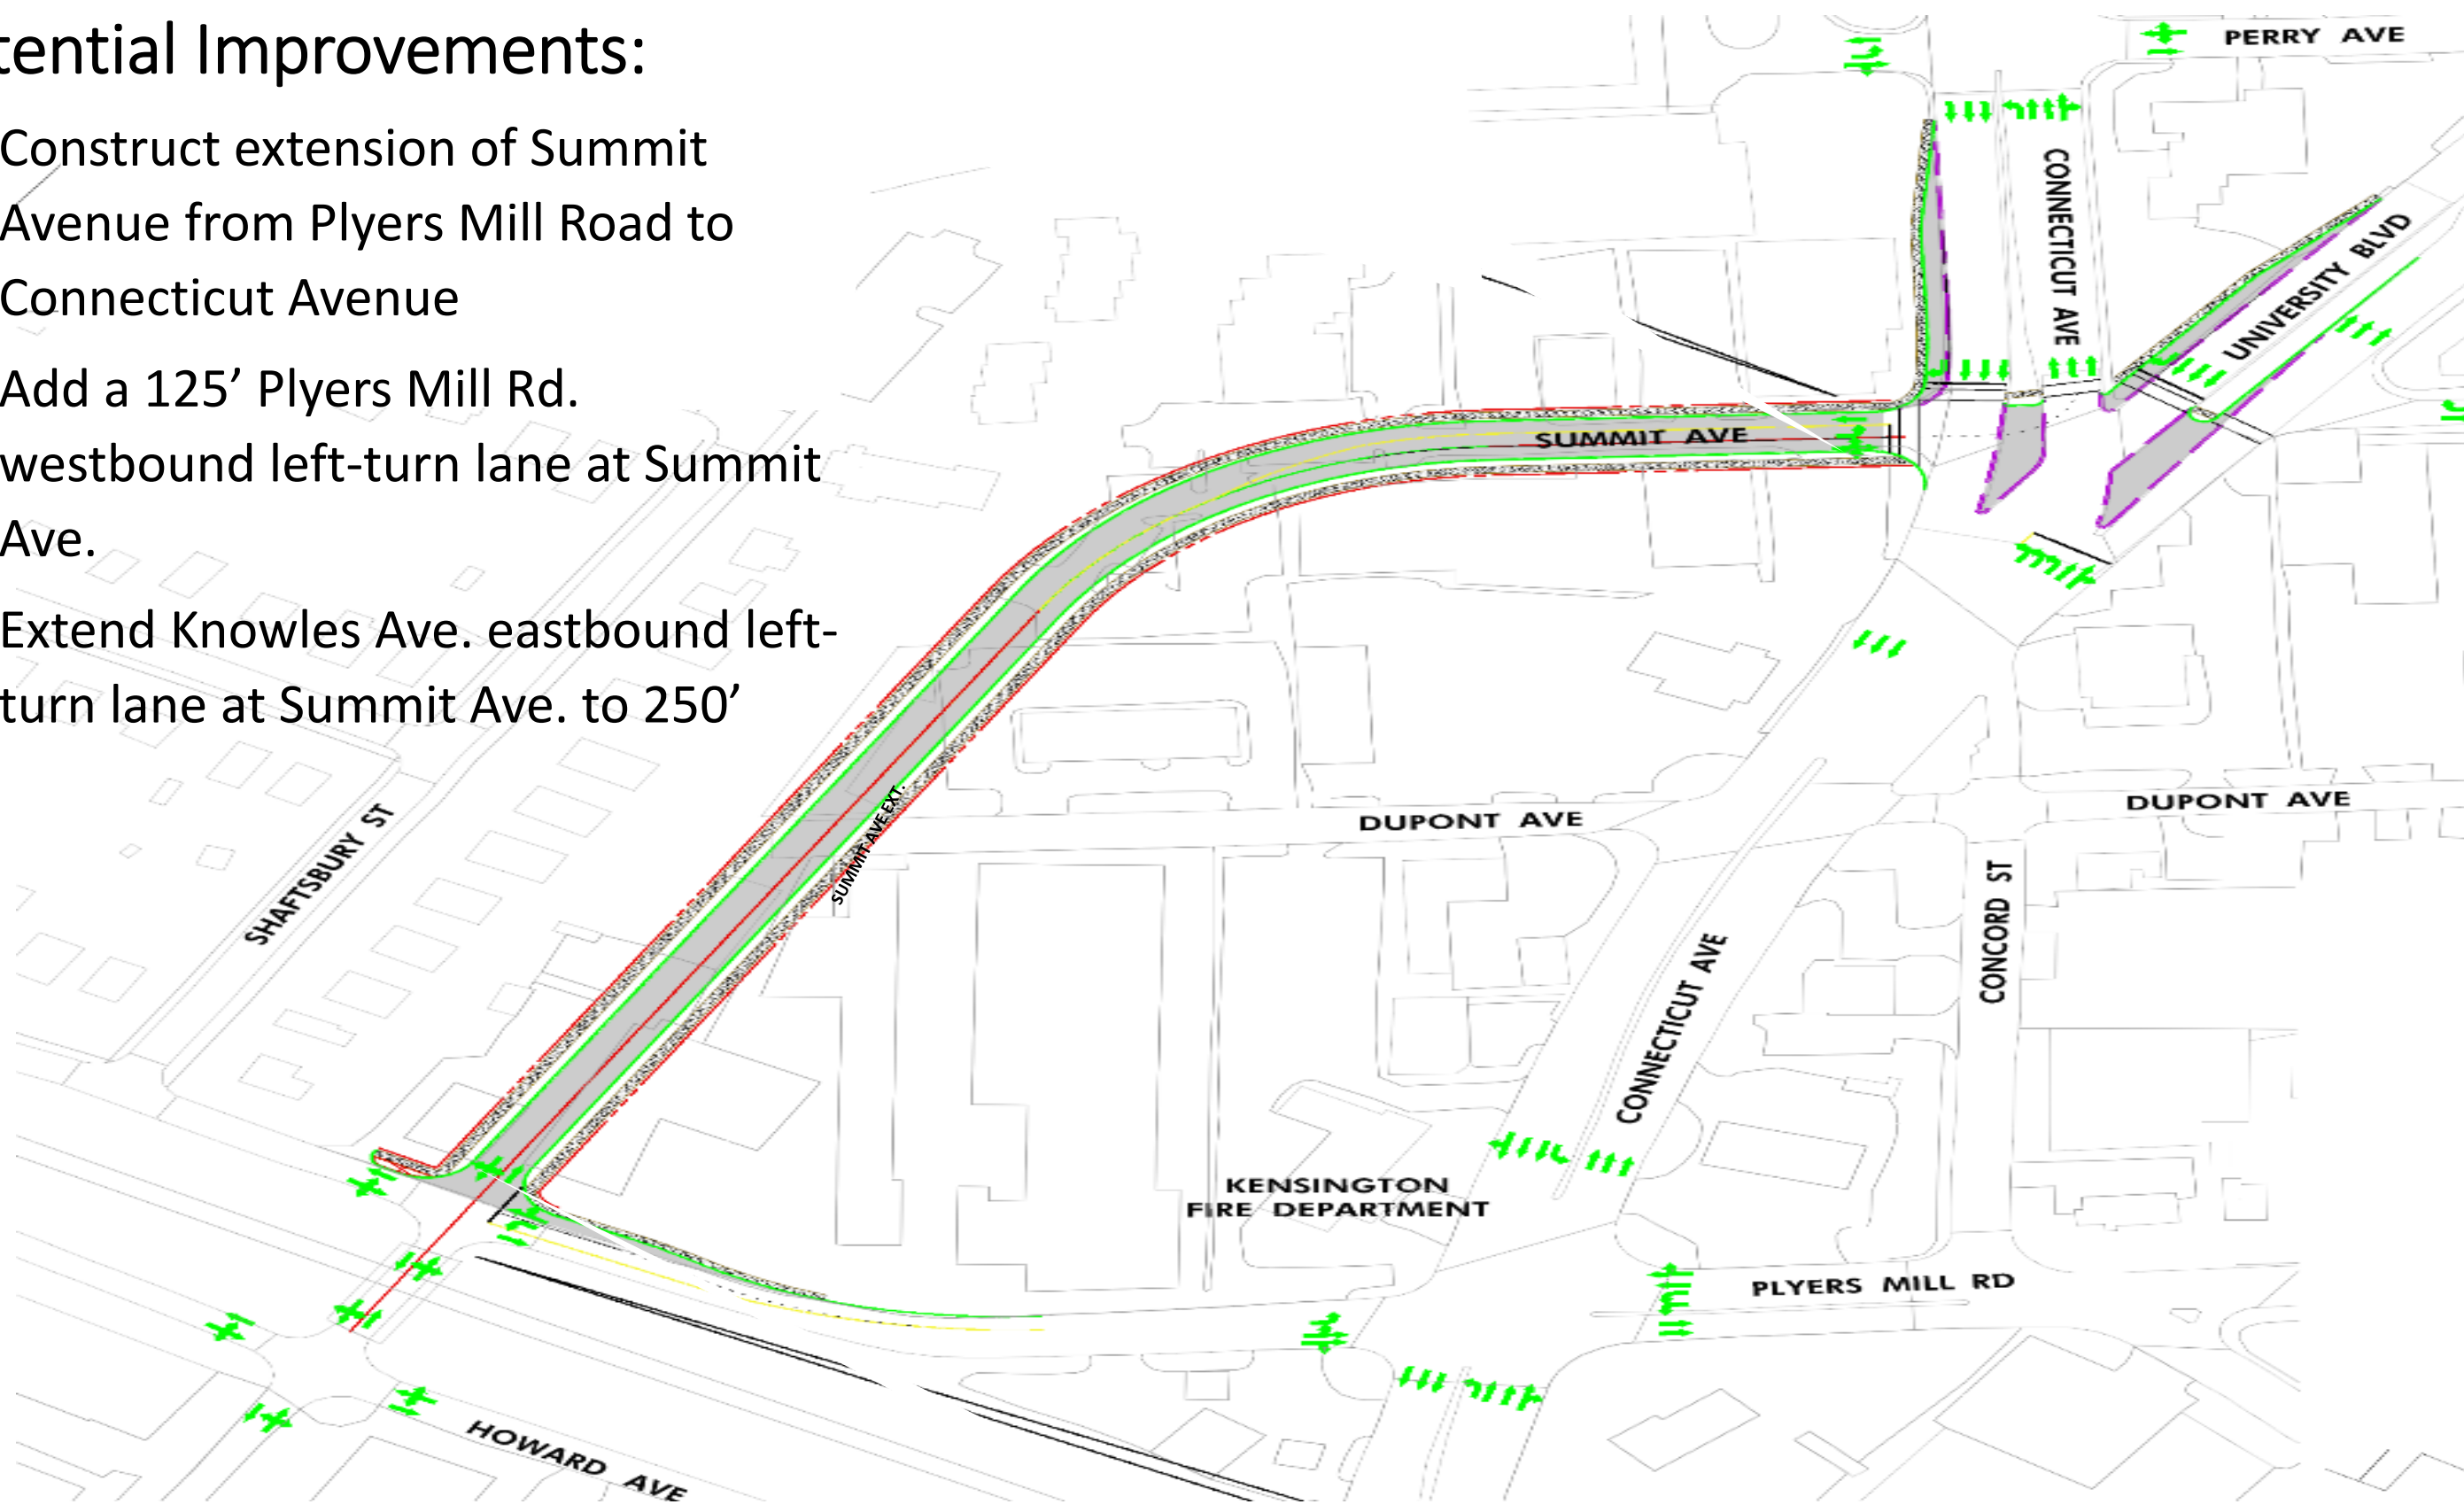 tential Improvements:
Construct extension of Summit
Avenue from Plyers Mill Road to
Connecticut Avenue
Add a 125’ Plyers Mill Rd.
westbound left-turn lane at Summit
Ave.
Extend Knowles Ave. eastbound left-
turn lane at Summit Ave. to 250’
PERRY AVE
CONNECTICUT AVE
UNIVERSITY BLVD
SUMMIT AVE
SUMMIT AVE EXT.
DUPONT AVE
DUPONT AVE
SHAFTSBURY ST
CONCORD ST
CONNECTICUT AVE
KENSINGTON
FIRE DEPARTMENT
PLYERS MILL RD
HOWARD AVE